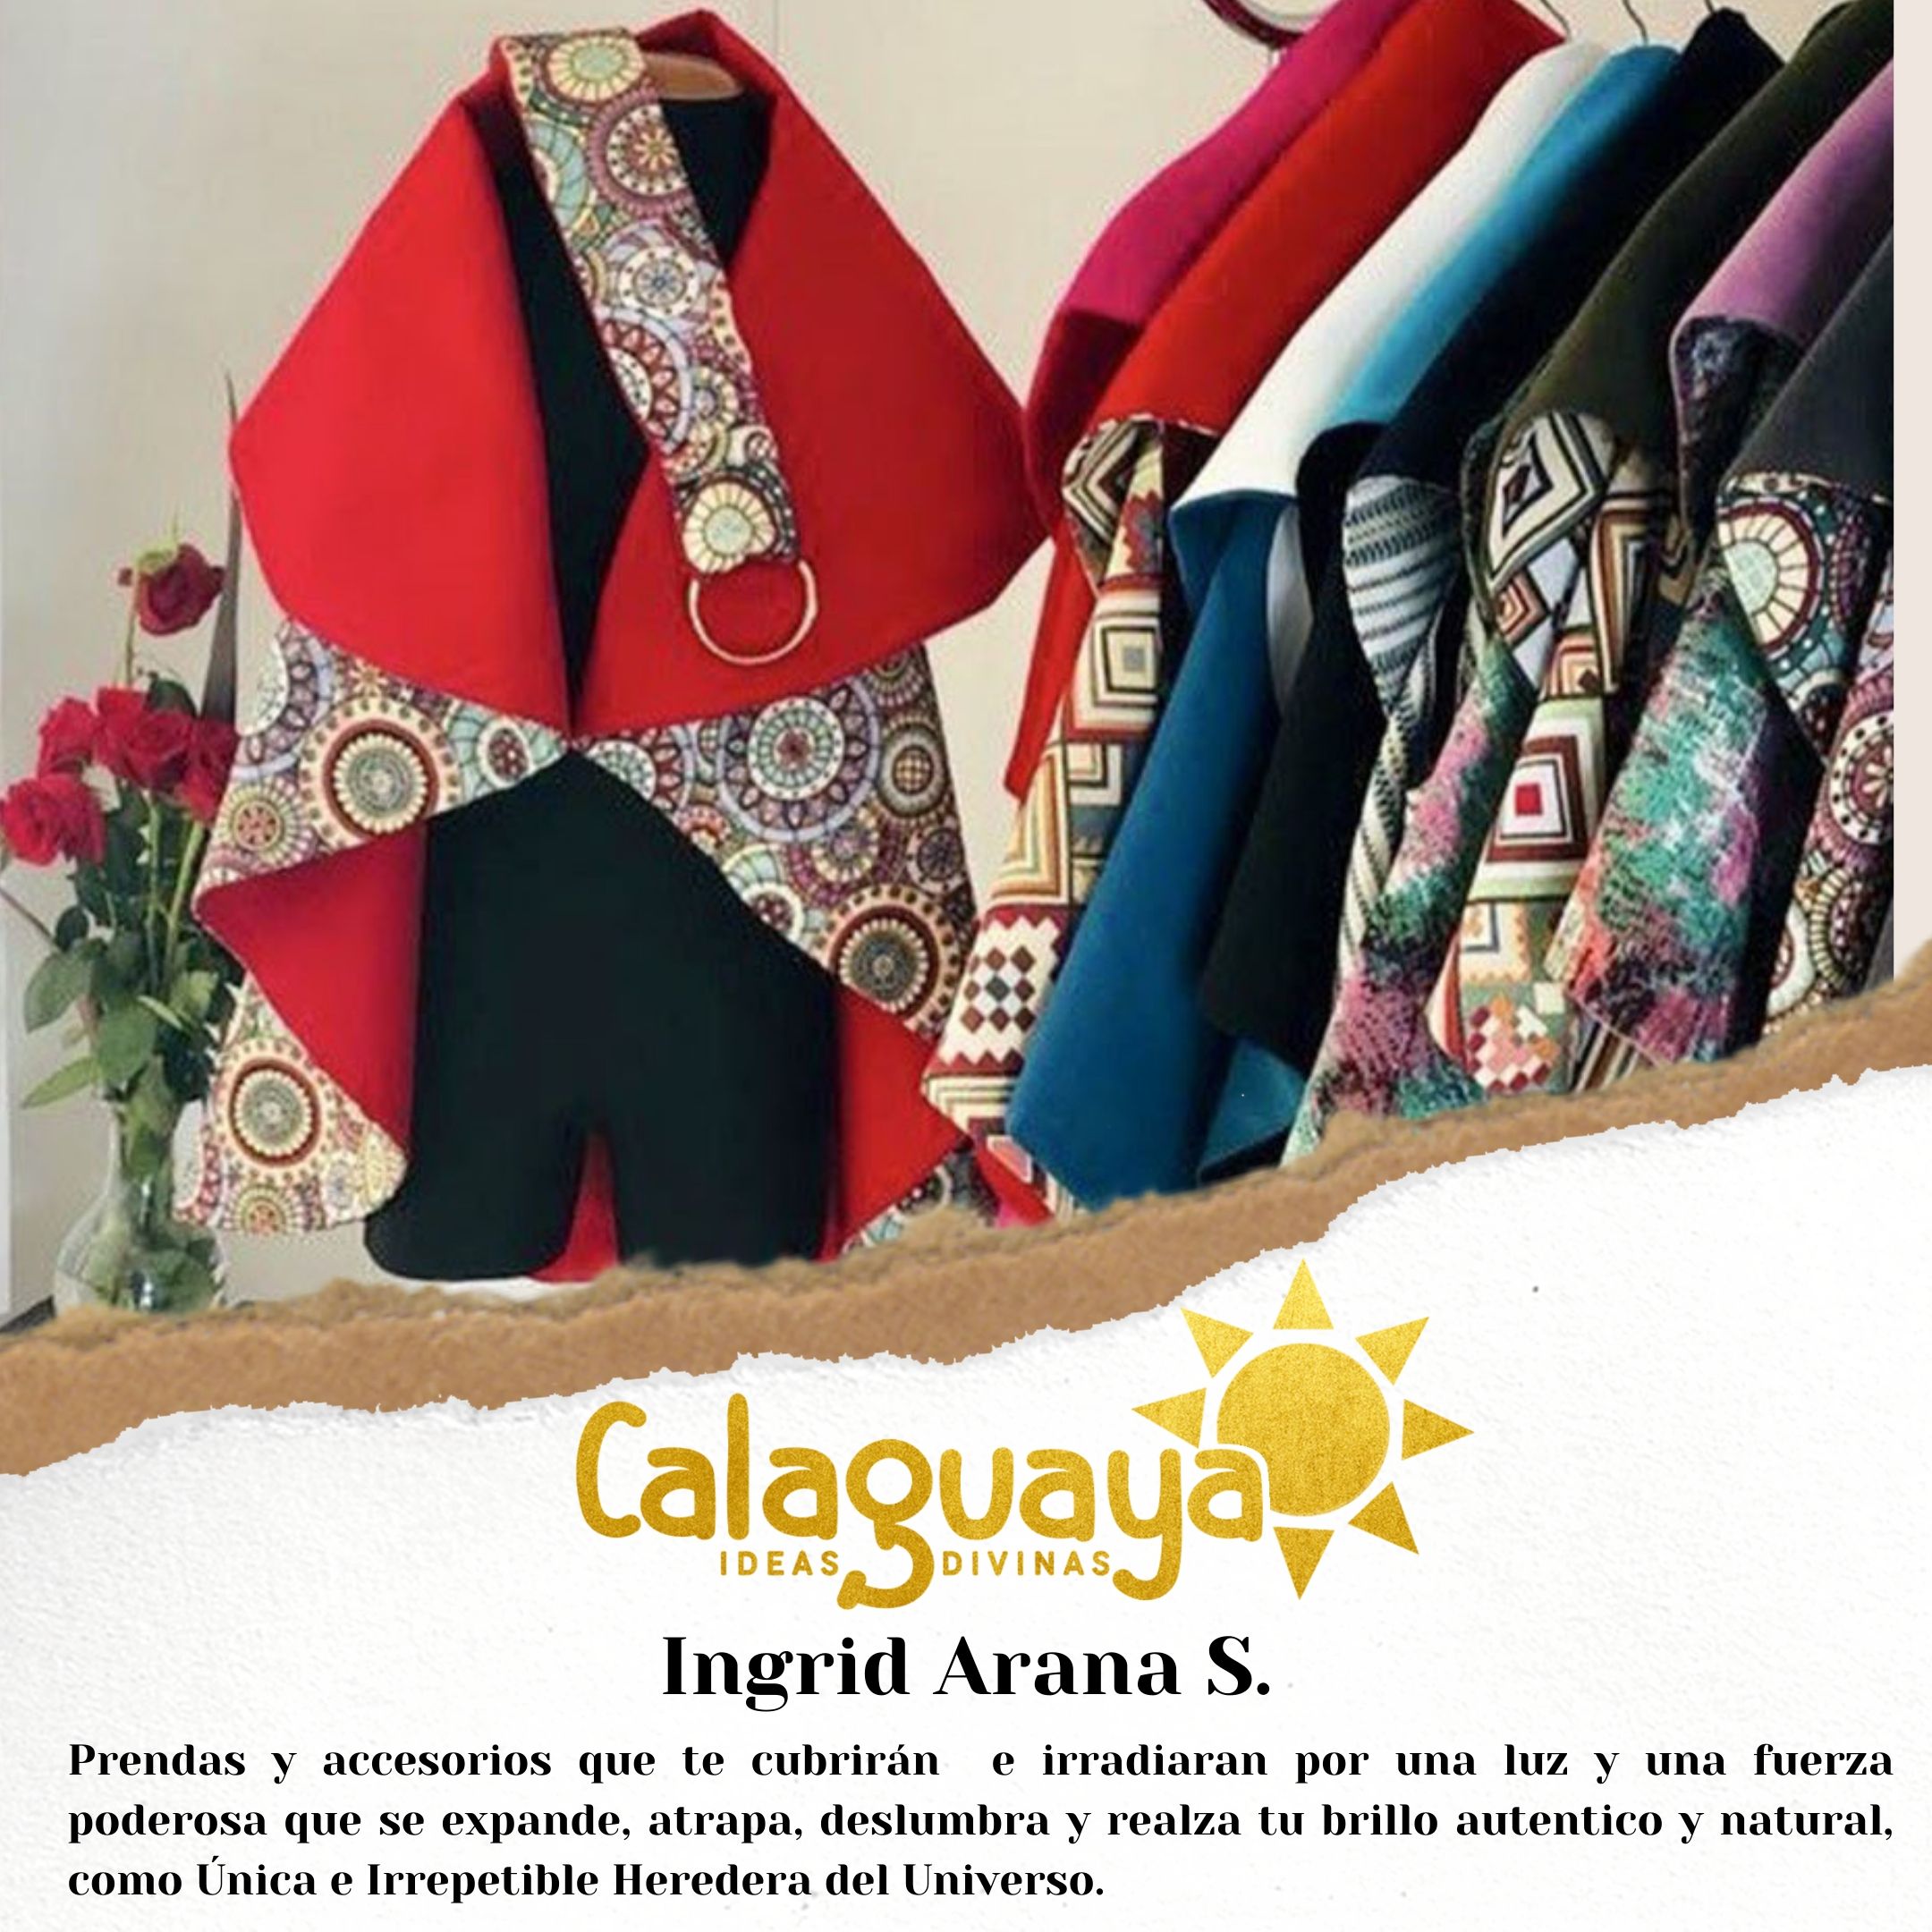 Calaguaya
IDEAS DIVINAS
Ingrid Arana S.
Prendas y accesorios que te cubrirán e irradiaran por una luz y una fuerza
poderosa que se expande, atrapa, deslumbra y realza tu brillo autentico y natural,
como Única e Irrepetible Heredera del Universo.